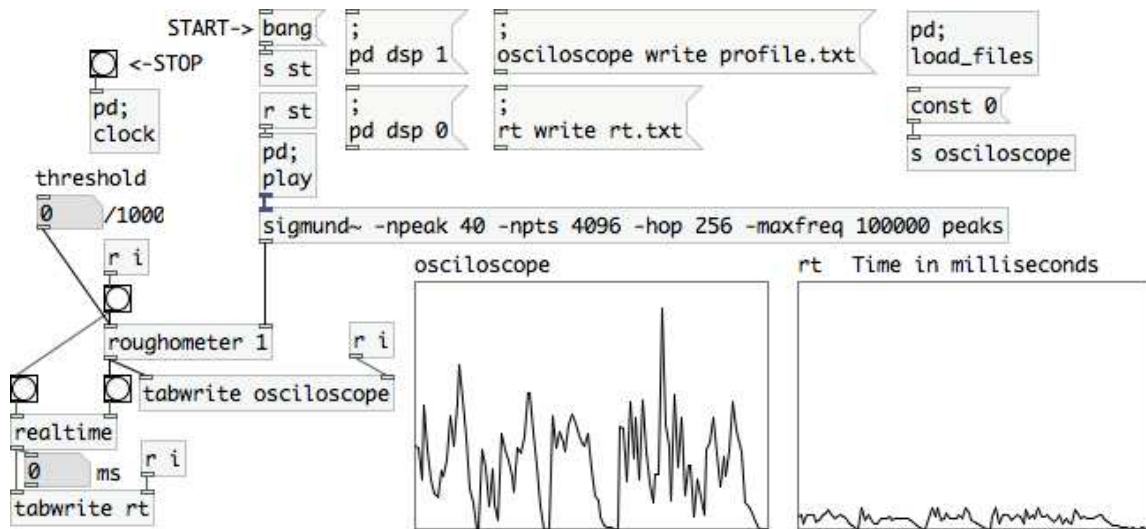 START-> bang
;
pd dsp 1
;
osciloscope write profile.txt
pd;
load_files
<-STOP
s st
pd;
clock
r st
;
pd dsp 0
;
rt write rt.txt
const 0
s osciloscope
pd;
play
threshold
0 /1000
sigmund~ -npeak 40 -npts 4096 -hop 256 -maxfreq 100000 peaks
r i
osciloscope
rt Time in milliseconds
roughometer 1
r i
tabwrite osciloscope
realtime
0 ms
r i
tabwrite rt